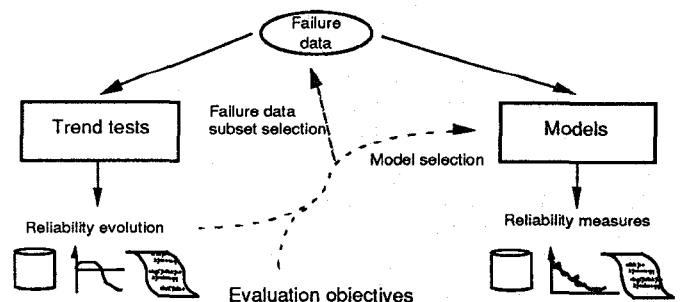 Failure
data
Failure data
subset selection
Trend tests
Models
Model selection
Reliability evolution
Reliability measures
Evaluation objectives